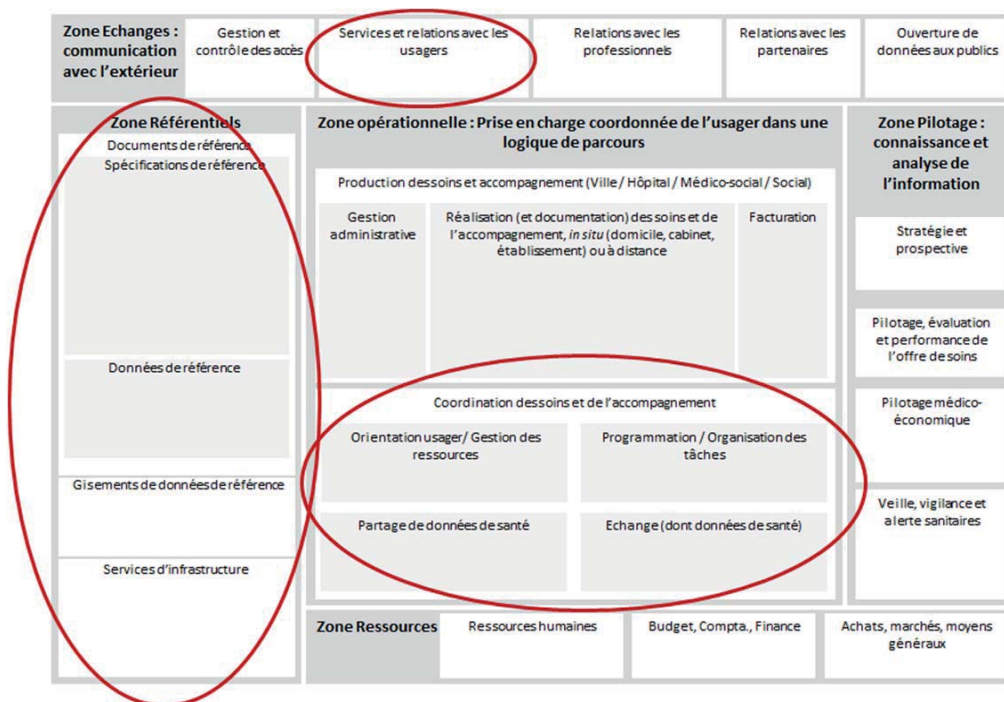 Zone Echanges :
communication
avec l'extérieur
Gestion et
contrôle des accès
Services et relations avec les
usagers
Relations avec les
professionnels
Relations avec les
partenaires
Ouverture de
données aux publics
Zone Référentiels
Documents de référence
Spécifications de référence
Données de référence
Gisements de données de référence
Services d'infrastructure
Zone opérationnelle : Prise en charge coordonnée de l'usager dans une
logique de parcours
Production des soins et accompagnement (Ville / Hôpital / Médico-social / Social)
Gestion
administrative
Réalisation (et documentation) des soins et de
l'accompagnement, in situ (domicile, cabinet,
établissement) ou à distance
Facturation
Coordination des soins et de l'accompagnement
Orientation usager/ Gestion des
ressources
Programmation / Organisation des
tâches
Partage de données de santé
Echange (dont données de santé)
Zone Pilotage :
connaissance et
analyse de
l'information
Stratégie et
prospective
Pilotage, évaluation
et performance de
l'offre de soins
Pilotage médico-
économique
Veille, vigilance et
alerte sanitaires
Zone Ressources
Ressources humaines
Budget, Compta., Finance
Achats, marchés, moyens
généraux